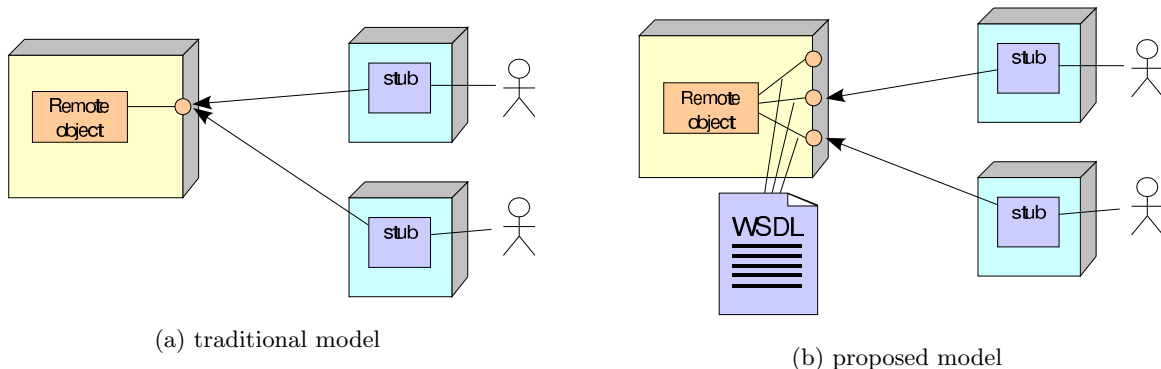 Remote
object
stub
stub
(a) traditional model
Remote
object
WSDL
stub
stub
(b) proposed model